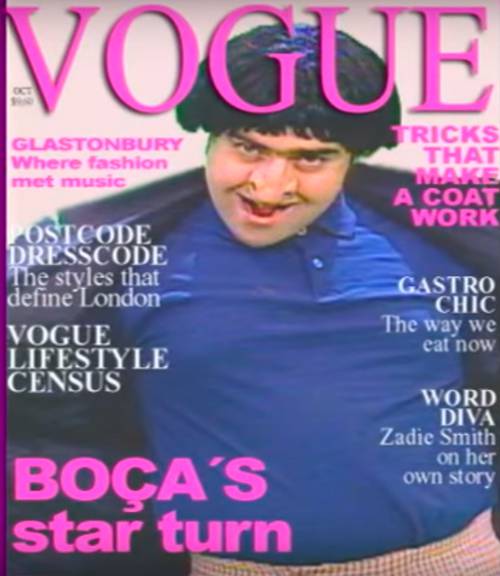 VOGUE
OCT
$9.60
GLASTONBURY
Where fashion
met music
TRICKS
THAT
MAKE
A COAT
WORK
POSTCODE
DRESSCODE
The styles that
define London
VOGUE
LIFESTYLE
CENSUS
GASTRO
CHIC
The way we
eat now
WORD
DIVA
Zadie Smith
on her
own story
BOÇA´S
star turn